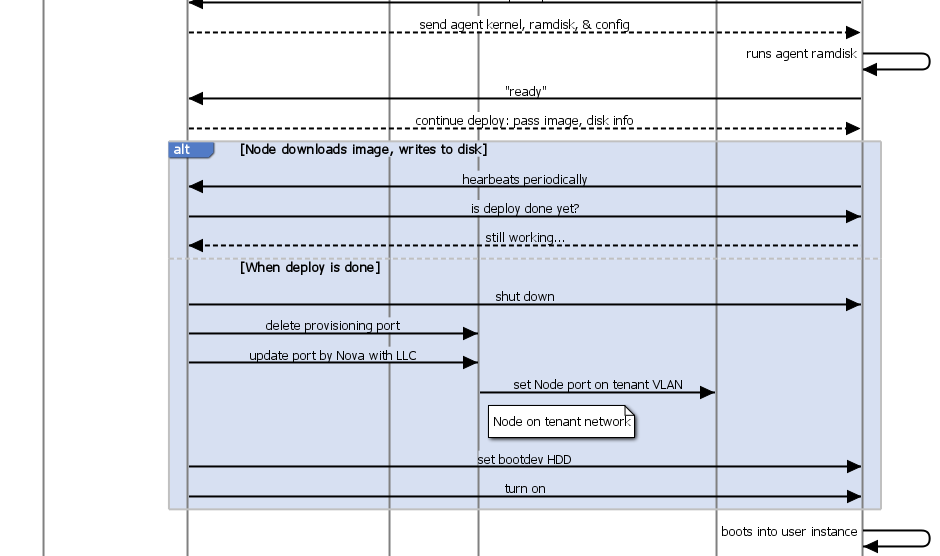 send agent kernel, ramdisk, & config
runs agent ramdisk
"ready"
continue deploy: pass image, disk info
alt
[Node downloads image, writes to disk]
hearbeats periodically
is deploy done yet?
still working...
[When deploy is done]
shut down
delete provisioning port
update port by Nova with LLC
set Node port on tenant VLAN
Node on tenant network
set bootdev HDD
turn on
boots into user instance